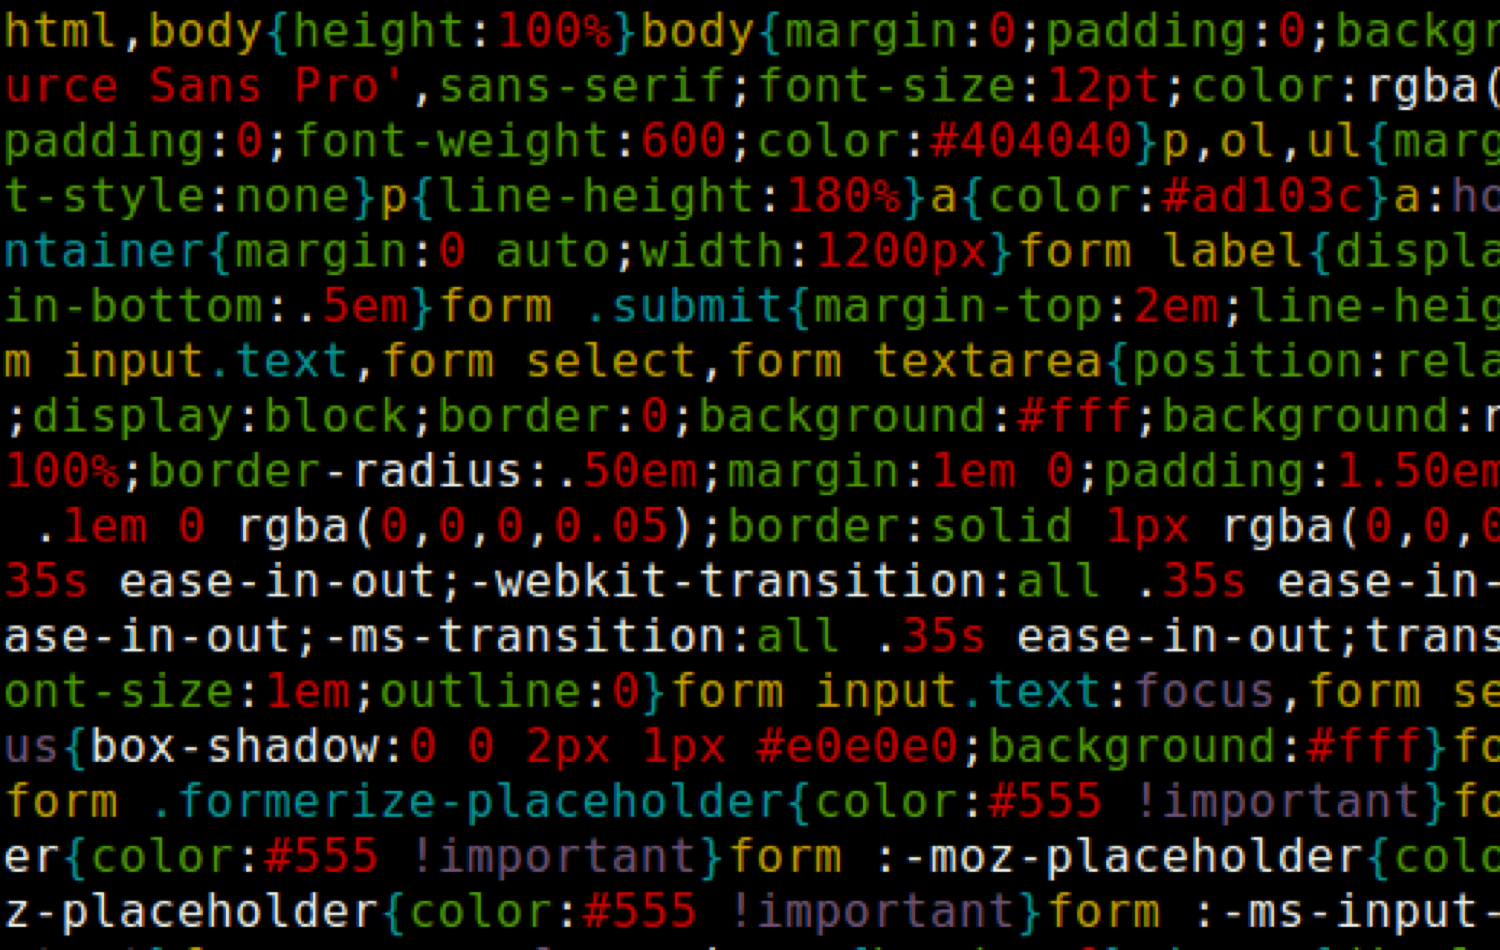 html,body{height:100%}body{margin:0;padding:0;backgr
urce Sans Pro',sans-serif;font-size:12pt;color:rgba(
padding:0;font-weight:600;color:#404040}p,ol,ul{marg
t-style:none}p{line-height:180%}a{color:#ad103c}a:ho
ntainer{margin:0 auto;width:1200px}form label{displa
in-bottom:.5em}form .submit{margin-top:2em;line-heig
m input.text,form select,form textarea{position:rela
;display:block;border:0;background:#fff;background:r
100%;border-radius:.50em;margin:1em 0;padding:1.50em
.1em 0 rgba(0,0,0,0.05);border:solid 1px rgba(0,0,0
35s ease-in-out;-webkit-transition:all .35s ease-in-
ase-in-out;-ms-transition:all .35s ease-in-out;trans
ont-size:1em;outline:0}form input.text:focus,form se
us{box-shadow:0 0 2px 1px #e0e0e0;background:#fff}fo
form .formerize-placeholder{color:#555 !important}fo
er{color:#555 !important}form :-moz-placeholder{colo
z-placeholder{color:#555 !important}form :-ms-input-